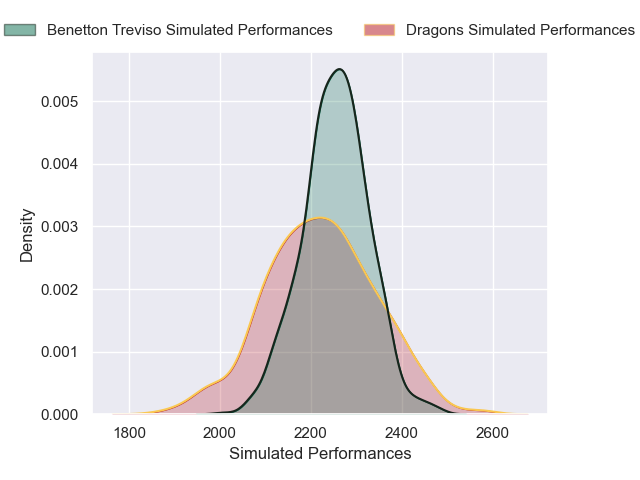 Benetton Treviso Simulated Performances
Dragons Simulated Performances
0.005
0.004
0.003
0.002
0.001
0.000
Density
1800
2000
2200
2400
2600
Simulated Performances